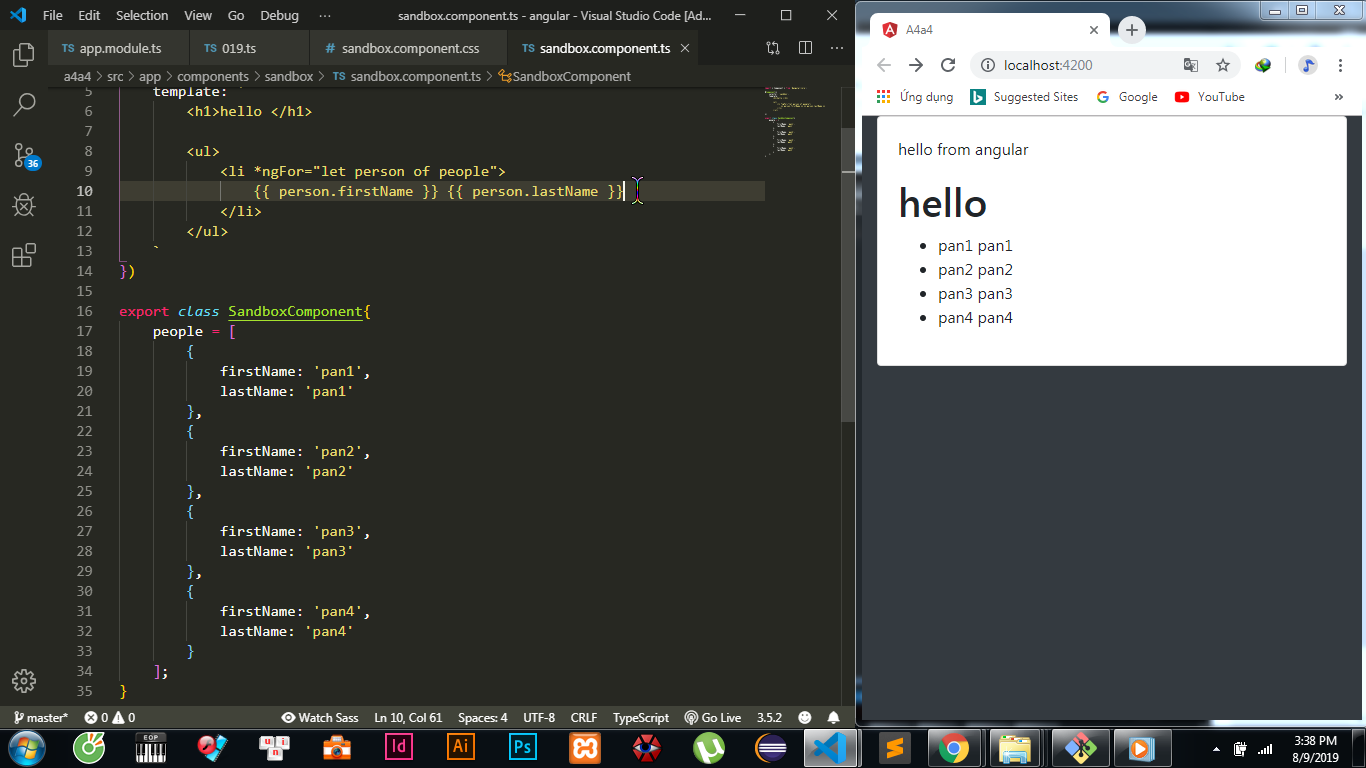 File Edit Selection View Go Debug ··· sandbox.component.ts - angular - Visual Studio Code [Ad...
TS app.module.ts TS 019.ts # sandbox.component.css TS sandbox.component.ts
a4a4 > src > app > components > sandbox > TS sandbox.component.ts > SandboxComponent
5 template: `
6 <h1>hello </h1>
7
8 <ul>
9 <li *ngFor="let person of people">
10 {{ person.firstName }} {{ person.lastName }}
11 </li>
12 </ul>
13 `
14 })
15
16 export class SandboxComponent{
17 people = [
18 {
19 firstName: 'pan1',
20 lastName: 'pan1'
21 },
22 {
23 firstName: 'pan2',
24 lastName: 'pan2'
25 },
26 {
27 firstName: 'pan3',
28 lastName: 'pan3'
29 },
30 {
31 firstName: 'pan4',
32 lastName: 'pan4'
33 }
34 ];
35 }
36
master* 0 0 Watch Sass Ln 10, Col 61 Spaces: 4 UTF-8 CRLF TypeScript Go Live 3.5.2
A4a4
localhost:4200
Ứng dụng Suggested Sites Google YouTube »
hello from angular
hello
pan1 pan1
pan2 pan2
pan3 pan3
pan4 pan4
EOP
u i n
Id Ai Ps
3:38 PM
8/9/2019